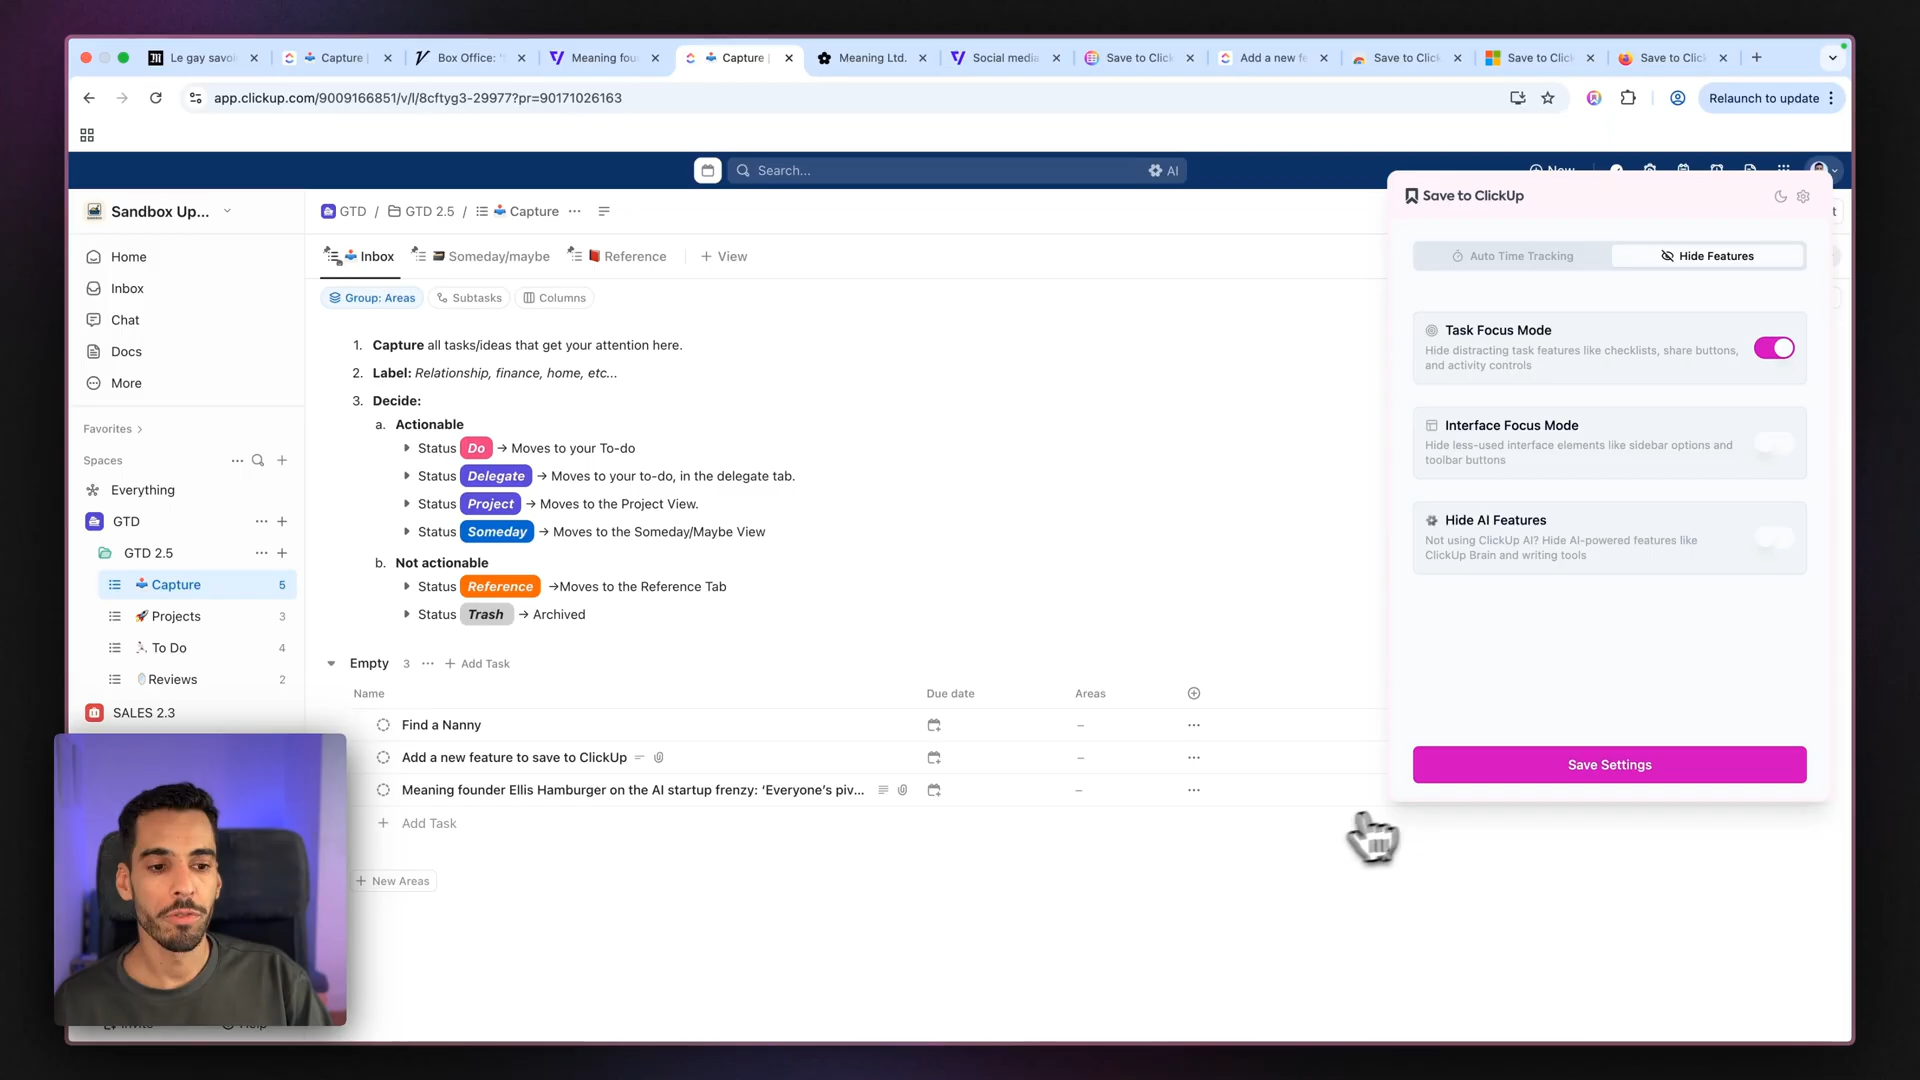 Le gay savoi
Capture |
Box Office: '
Meaning fou
Capture |
Meaning Ltd.
Social media
Save to Click
Add a new fe
Save to Click
Save to Click
Save to Click
app.clickup.com/9009166851/v/l/8cftyg3-29977?pr=90171026163
Relaunch to update
Search...
AI
New
Sandbox Up...
GTD / GTD 2.5 / Capture
Home
Inbox
Chat
Docs
More
Favorites
Spaces
Everything
GTD
GTD 2.5
Capture 5
Projects 3
To Do 4
Reviews 2
SALES 2.3
Inbox
Someday/maybe
Reference
+ View
Group: Areas
Subtasks
Columns
1. Capture all tasks/ideas that get your attention here.
2. Label: Relationship, finance, home, etc...
3. Decide:
a. Actionable
Status Do → Moves to your To-do
Status Delegate → Moves to your to-do, in the delegate tab.
Status Project → Moves to the Project View.
Status Someday → Moves to the Someday/Maybe View
b. Not actionable
Status Reference →Moves to the Reference Tab
Status Trash → Archived
Empty 3 ... + Add Task
Name Due date Areas
Find a Nanny –
Add a new feature to save to ClickUp –
Meaning founder Ellis Hamburger on the AI startup frenzy: ‘Everyone’s piv... –
+ Add Task
+ New Areas
Save to ClickUp
Auto Time Tracking
Hide Features
Task Focus Mode
Hide distracting task features like checklists, share buttons,
and activity controls
Interface Focus Mode
Hide less-used interface elements like sidebar options and
toolbar buttons
Hide AI Features
Not using ClickUp AI? Hide AI-powered features like
ClickUp Brain and writing tools
Save Settings